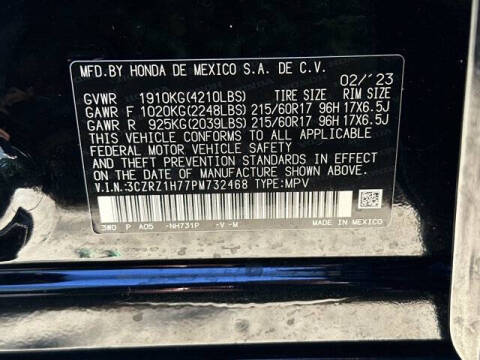 MFD.BY HONDA DE MEXICO S.A. DE C.V. 02/'23
GVWR 1910KG(4210LBS) TIRE SIZE RIM SIZE
GAWR F 1020KG(2248LBS) 215/60R17 96H 17X6.5J
GAWR R 925KG(2039LBS) 215/60R17 96H 17X6.5J
THIS VEHICLE CONFORMS TO ALL APPLICABLE
FEDERAL MOTOR VEHICLE SAFETY
AND THEFT PREVENTION STANDARDS IN EFFECT
ON THE DATE OF MANUFACTURE SHOWN ABOVE.
V.I.N.:3CZRZ1H77PM732468 TYPE:MPV
3W0 P A05 -NH731P -V -M MADE IN MEXICO